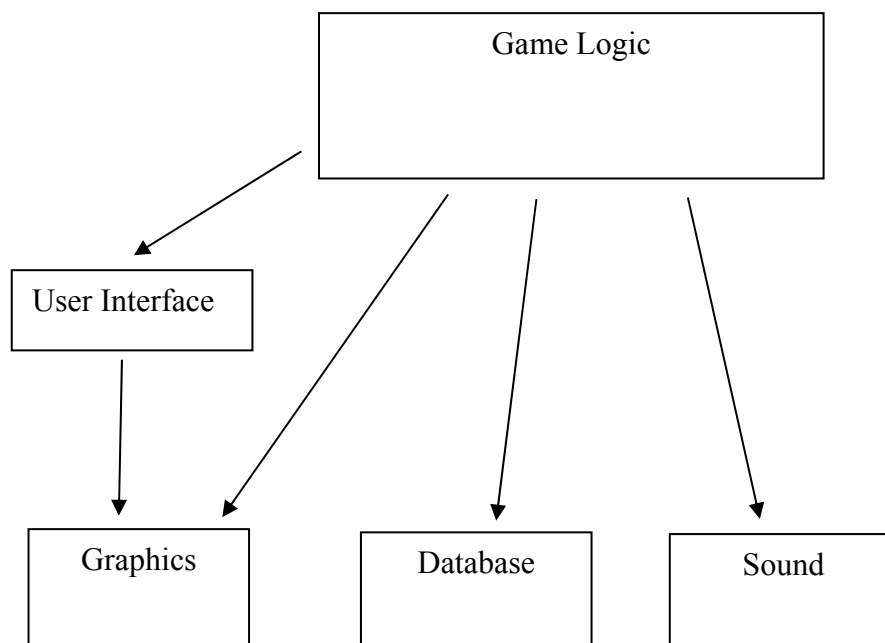 Game Logic
User Interface
Graphics
Database
Sound